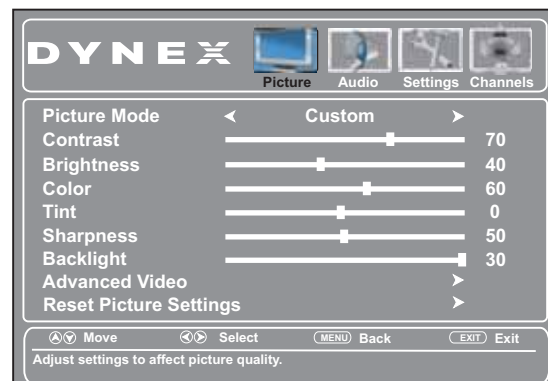 DYNEX
Picture Audio Settings Channels
Picture Mode Custom
Contrast 70
Brightness 40
Color 60
Tint 0
Sharpness 50
Backlight 30
Advanced Video
Reset Picture Settings
Move Select MENU Back EXIT Exit
Adjust settings to affect picture quality.